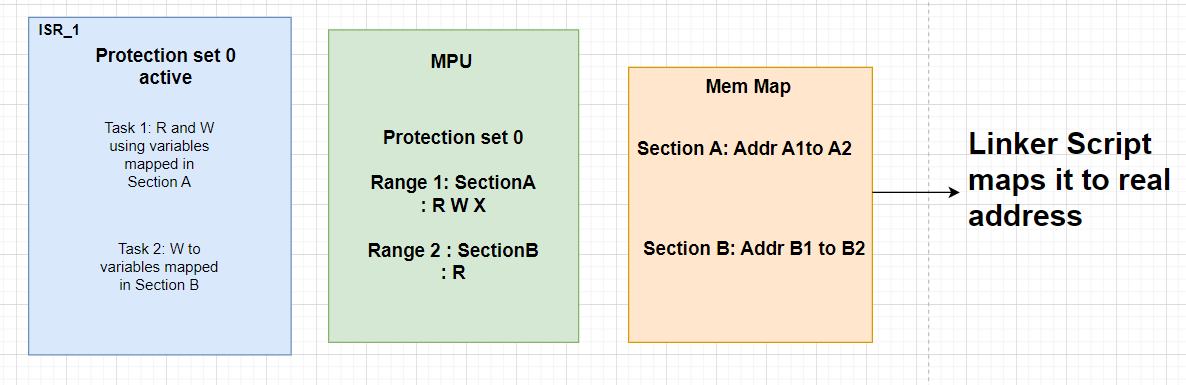 ISR_1
Protection set 0
active
Task 1: R and W
using variables
mapped in
Section A
Task 2: W to
variables mapped
in Section B
MPU
Protection set 0
Range 1: SectionA
: R W X
Range 2 : SectionB
: R
Mem Map
Section A: Addr A1to A2
Section B: Addr B1 to B2
Linker Script
maps it to real
address